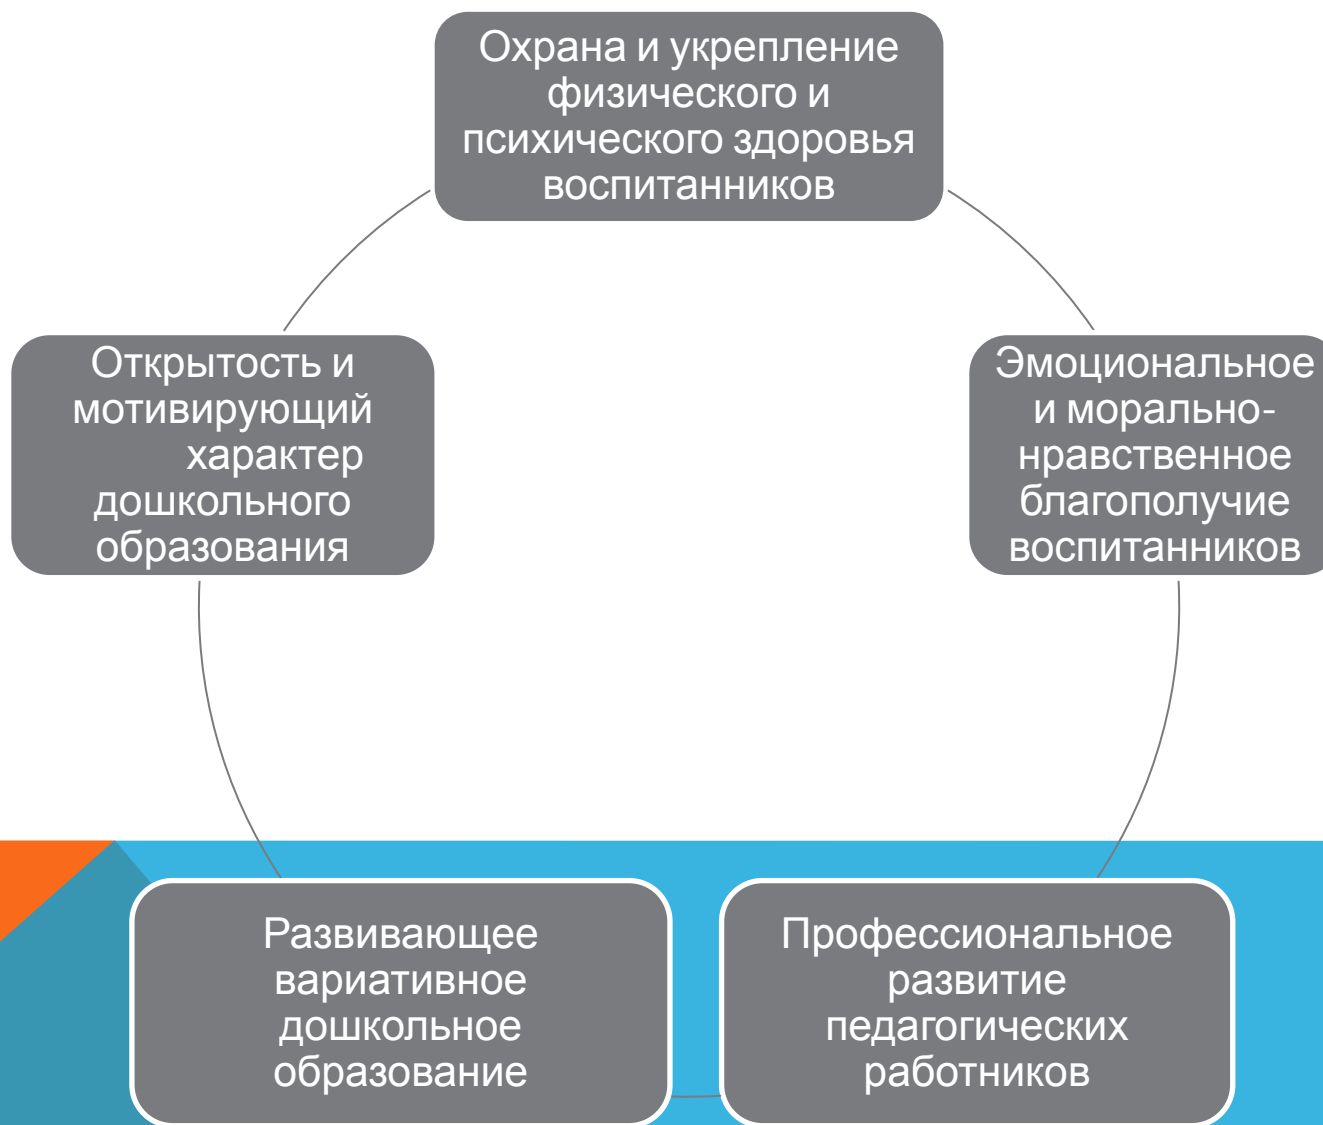 Охрана и укрепление
физического и
психического здоровья
воспитанников
Открытость и
мотивирующий
характер
дошкольного
образования
Эмоциональное
и морально-
нравственное
благополучие
воспитанников
Развивающее
вариативное
дошкольное
образование
Профессиональное
развитие
педагогических
работников